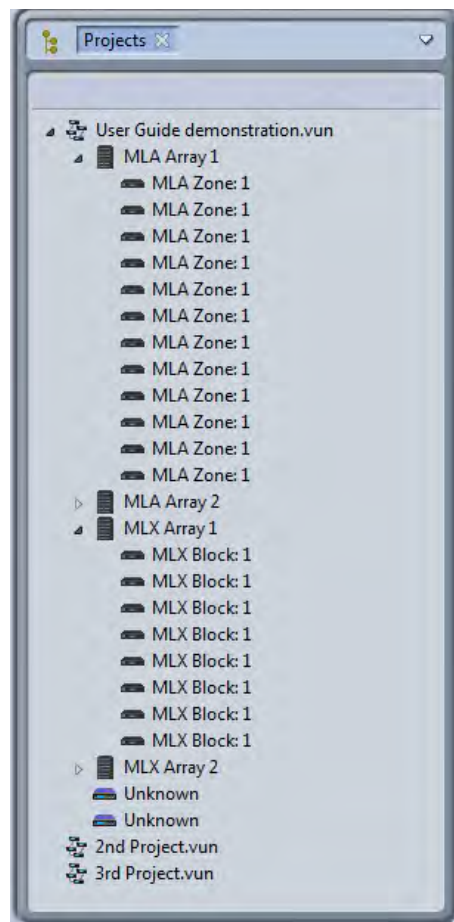 Projects
User Guide demonstration.vun
MLA Array 1
MLA Zone: 1
MLA Zone: 1
MLA Zone: 1
MLA Zone: 1
MLA Zone: 1
MLA Zone: 1
MLA Zone: 1
MLA Zone: 1
MLA Zone: 1
MLA Zone: 1
MLA Zone: 1
MLA Zone: 1
MLA Array 2
MLX Array 1
MLX Block: 1
MLX Block: 1
MLX Block: 1
MLX Block: 1
MLX Block: 1
MLX Block: 1
MLX Block: 1
MLX Block: 1
MLX Array 2
Unknown
Unknown
2nd Project.vun
3rd Project.vun